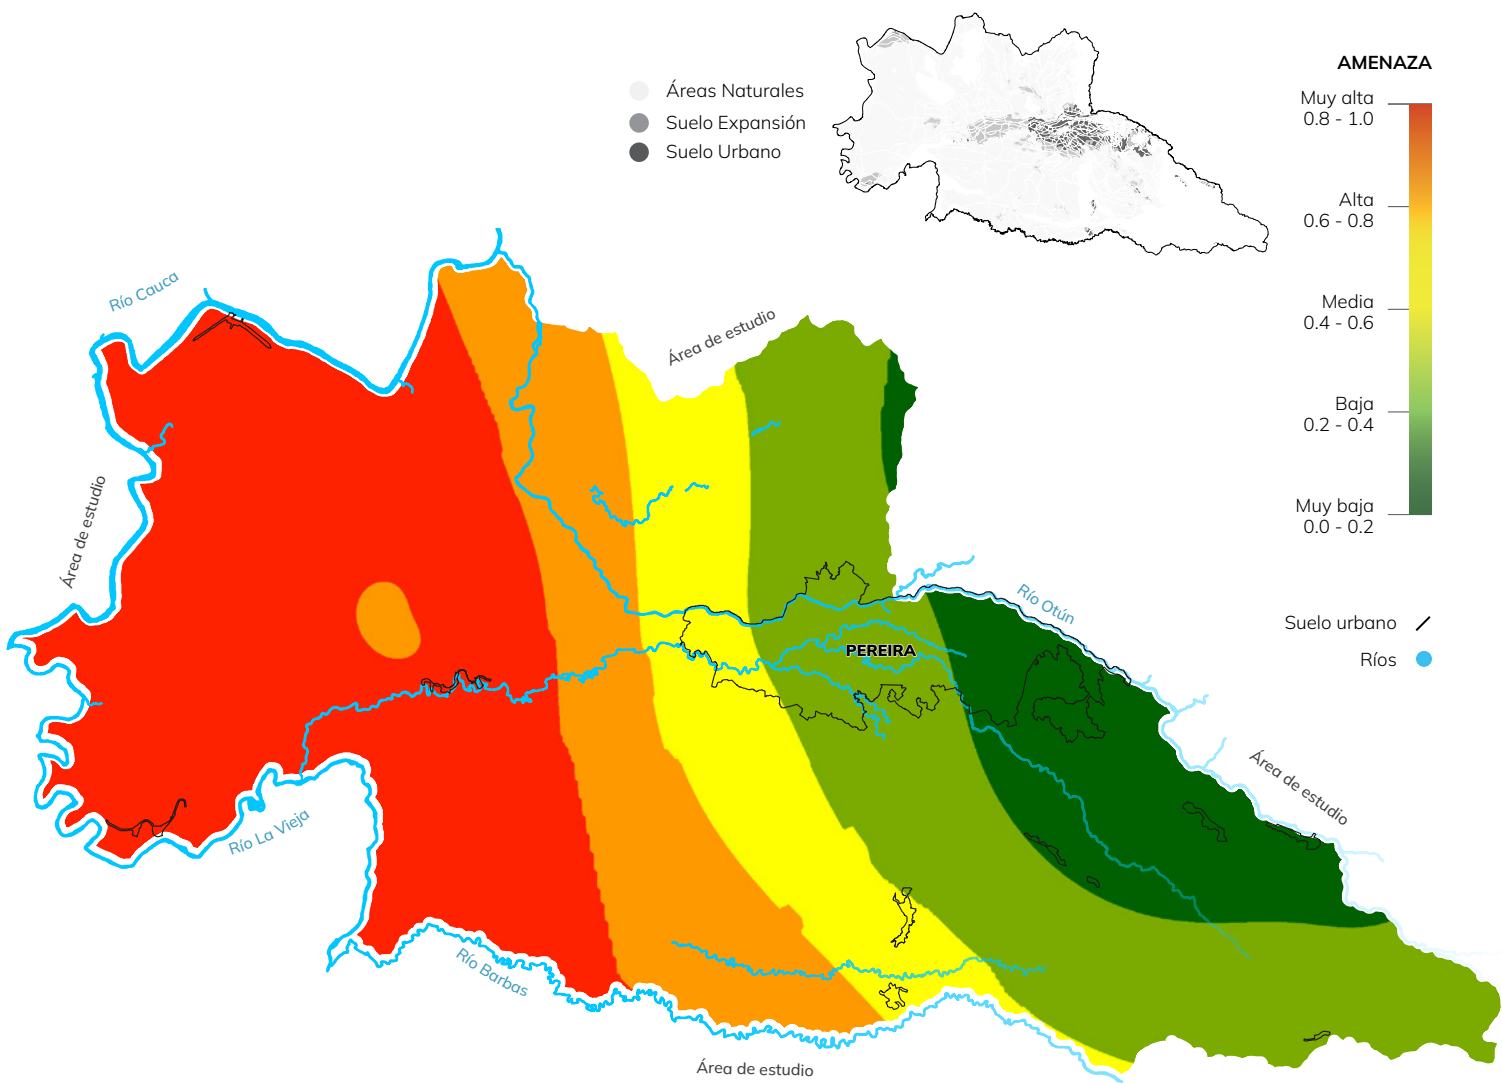 Áreas Naturales
Suelo Expansión
Suelo Urbano
AMENAZA
Muy alta
0.8 - 1.0
Alta
0.6 - 0.8
Media
0.4 - 0.6
Baja
0.2 - 0.4
Muy baja
0.0 - 0.2
Suelo urbano
Ríos
Río Cauca
Área de estudio
Área de estudio
Río Otún
PEREIRA
Área de estudio
Río La Vieja
Río Barbas
Área de estudio